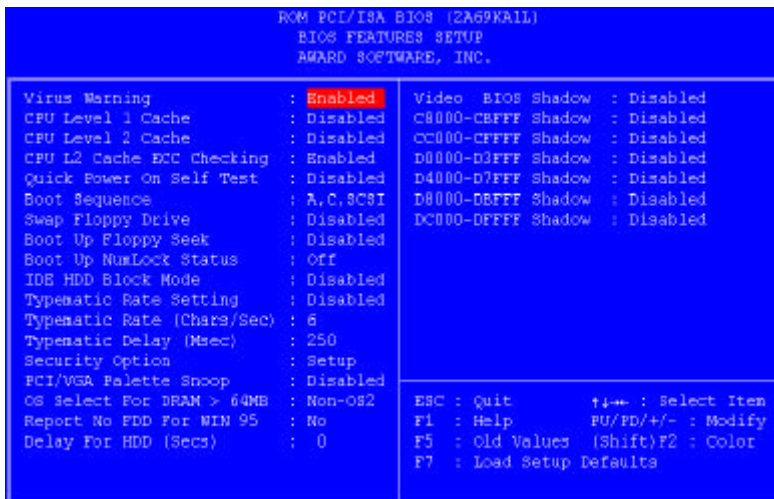 ROM PCI/ISA BIOS (2A69KA1L)
BIOS FEATURES SETUP
AWARD SOFTWARE, INC.
Virus Warning : Enabled
CPU Level 1 Cache : Disabled
CPU Level 2 Cache : Disabled
CPU L2 Cache ECC Checking : Enabled
Quick Power On Self Test : Disabled
Boot Sequence : A,C,SCSI
Swap Floppy Drive : Disabled
Boot Up Floppy Seek : Disabled
Boot Up NumLock Status : Off
IDE HDD Block Mode : Disabled
Typematic Rate Setting : Disabled
Typematic Rate (Chars/Sec) : 6
Typematic Delay (Msec) : 250
Security Option : Setup
PCI/VGA Palette Snoop : Disabled
OS Select For DRAM > 64MB : Non-OS2
Report No FDD For WIN 95 : No
Delay For HDD (Secs) : 0
Video BIOS Shadow : Disabled
C8000-CBFFF Shadow : Disabled
CC000-CFFFF Shadow : Disabled
D0000-D3FFF Shadow : Disabled
D4000-D7FFF Shadow : Disabled
D8000-DBFFF Shadow : Disabled
DC000-DFFFF Shadow : Disabled
ESC : Quit ↑↓→← : Select Item
F1 : Help PU/PD/+/- : Modify
F5 : Old Values (Shift)F2 : Color
F7 : Load Setup Defaults